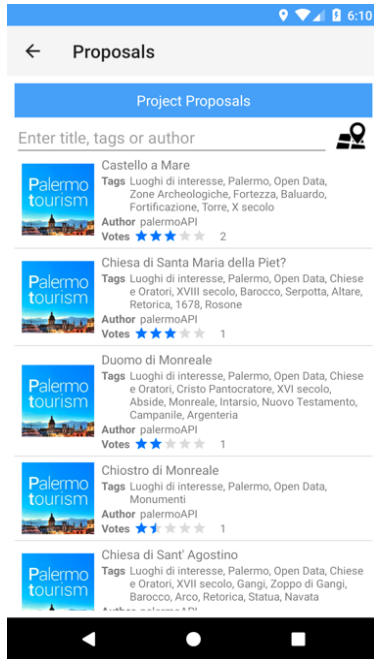 6:10
Proposals
Project Proposals
Enter title, tags or author
Palermo
tourism
Castello a Mare
Tags Luoghi di interesse, Palermo, Open Data,
Zone Archeologiche, Fortezza, Baluardo,
Fortificazione, Torre, X secolo
Author palermoAPI
Votes 2
Palermo
tourism
Chiesa di Santa Maria della Piet?
Tags Luoghi di interesse, Palermo, Open Data, Chiese
e Oratori, XVIII secolo, Barocco, Serpotta, Altare,
Retorica, 1678, Rosone
Author palermoAPI
Votes 1
Palermo
tourism
Duomo di Monreale
Tags Luoghi di interesse, Palermo, Open Data, Chiese
e Oratori, Cristo Pantocratore, XVI secolo,
Abside, Monreale, Intarsio, Nuovo Testamento,
Campanile, Argenteria
Author palermoAPI
Votes 1
Palermo
tourism
Chiostro di Monreale
Tags Luoghi di interesse, Palermo, Open Data,
Monumenti
Author palermoAPI
Votes 1
Palermo
tourism
Chiesa di Sant' Agostino
Tags Luoghi di interesse, Palermo, Open Data, Chiese
e Oratori, XVII secolo, Gangi, Zoppo di Gangi,
Barocco, Arco, Retorica, Statua, Navata
Author palermoAPI